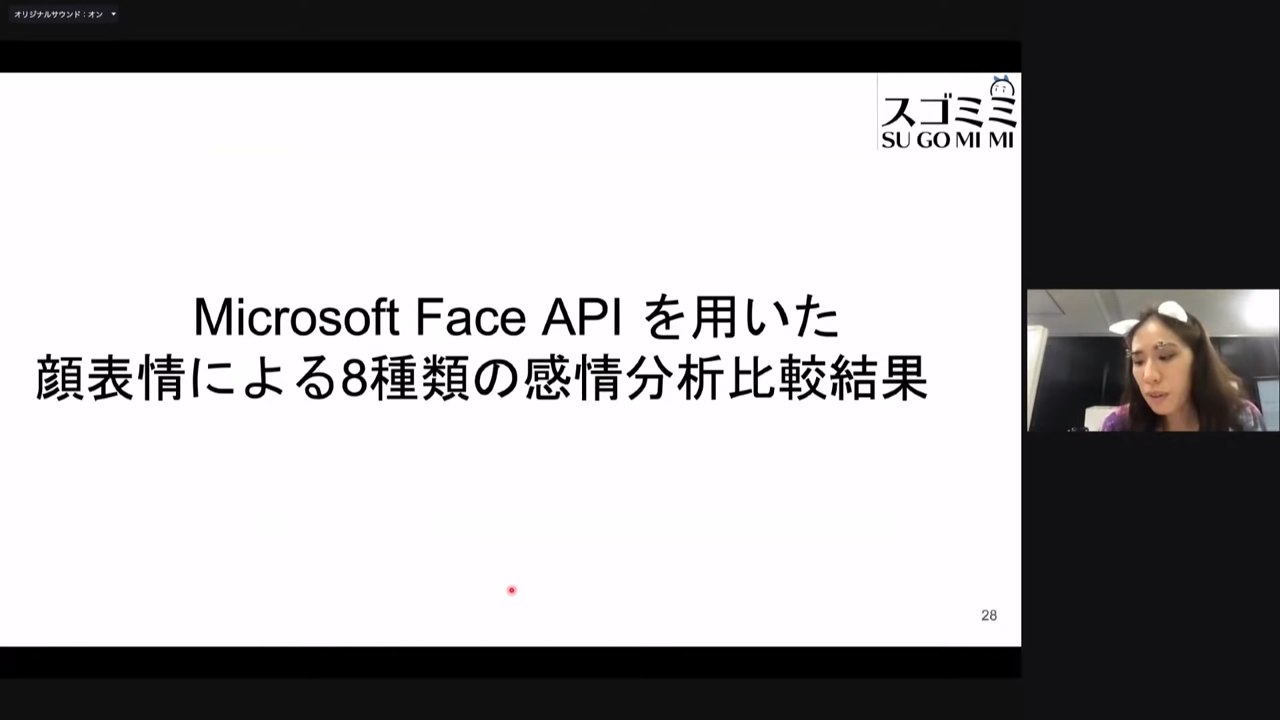 オリジナルサウンド：オン
スゴミミ
SU GO MI MI
Microsoft Face API を用いた
顔表情による8種類の感情分析比較結果
28